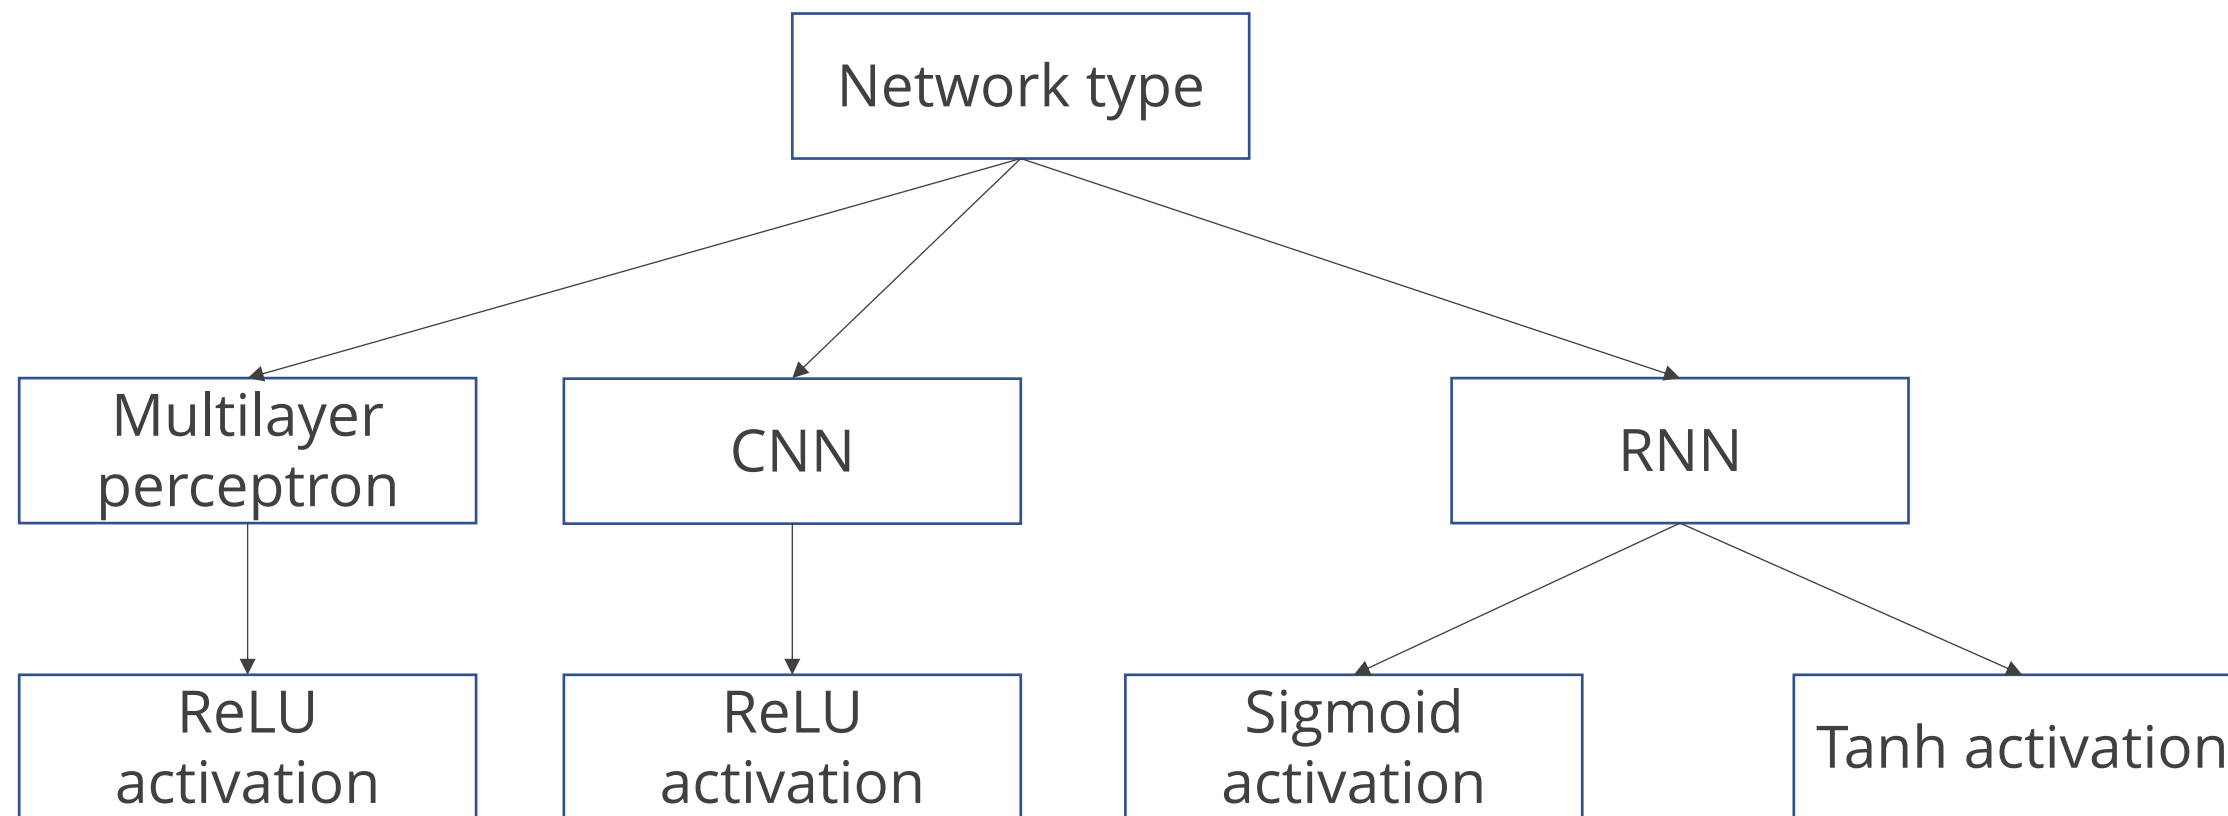 Network type
Multilayer
perceptron
CNN
RNN
ReLU
activation
ReLU
activation
Sigmoid
activation
Tanh activation